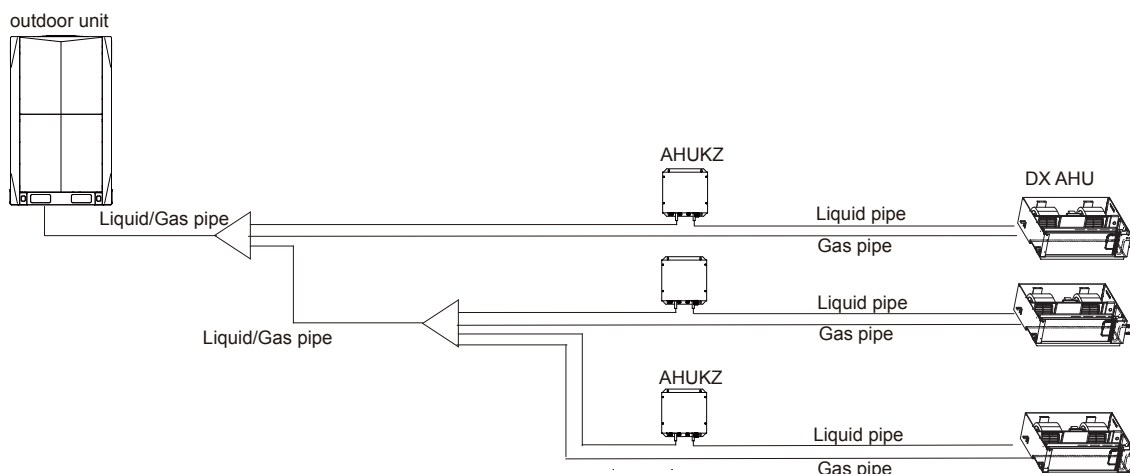 outdoor unit
AHUKZ
DX AHU
Liquid/Gas pipe
Liquid pipe
Gas pipe
Liquid pipe
Liquid/Gas pipe
Gas pipe
AHUKZ
Liquid pipe
Gas pipe